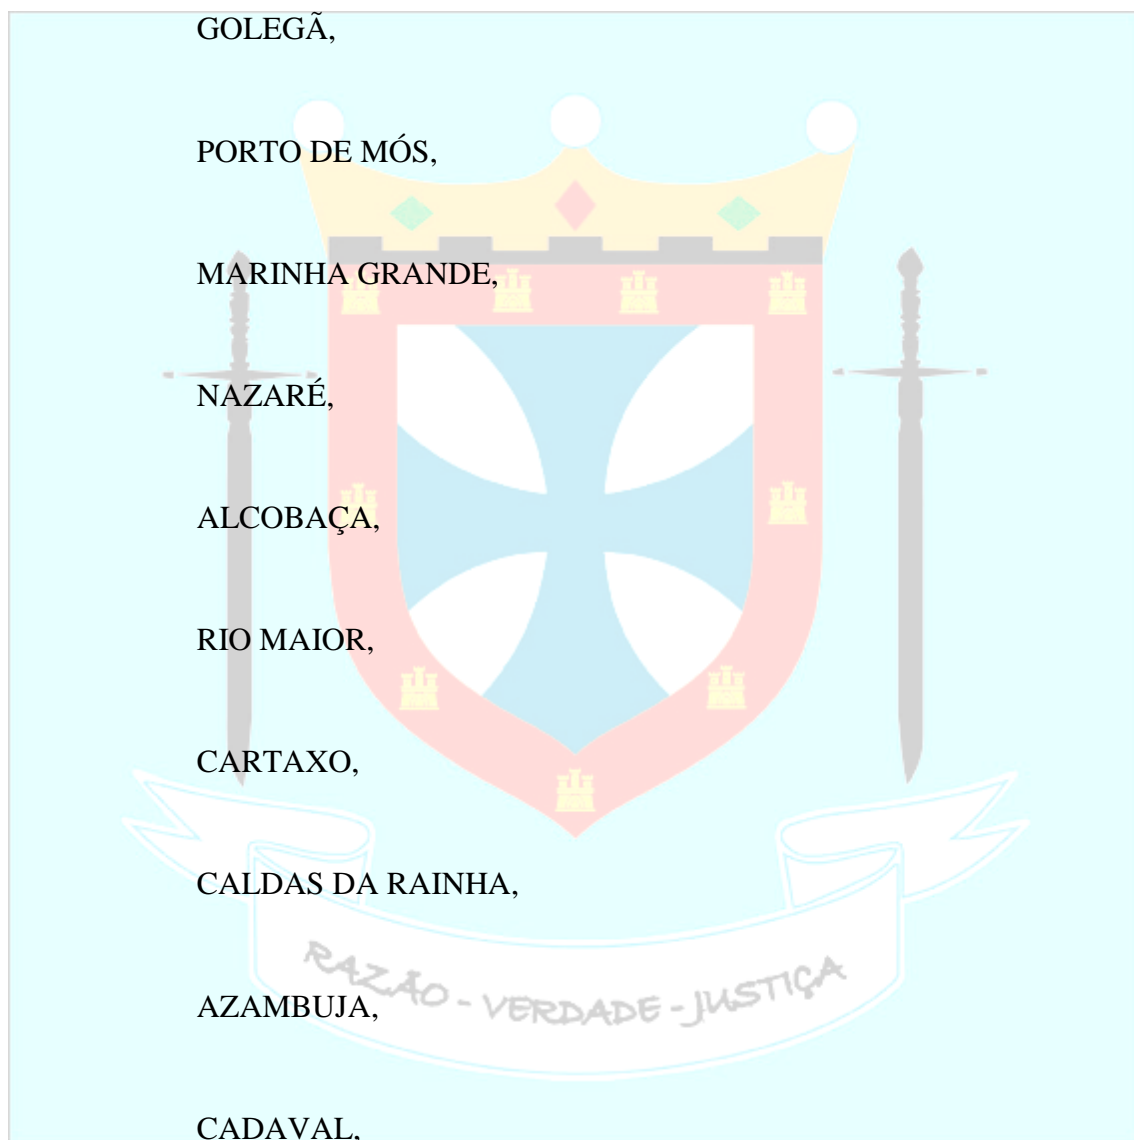 GOLEGÃ,
PORTO DE MÓS,
MARINHA GRANDE,
NAZARÉ,
ALCOBAÇA,
RIO MAIOR,
CARTAXO,
CALDAS DA RAINHA,
RAZÃO - VERDADE - JUSTIÇA
AZAMBUJA,
CADAVAL,